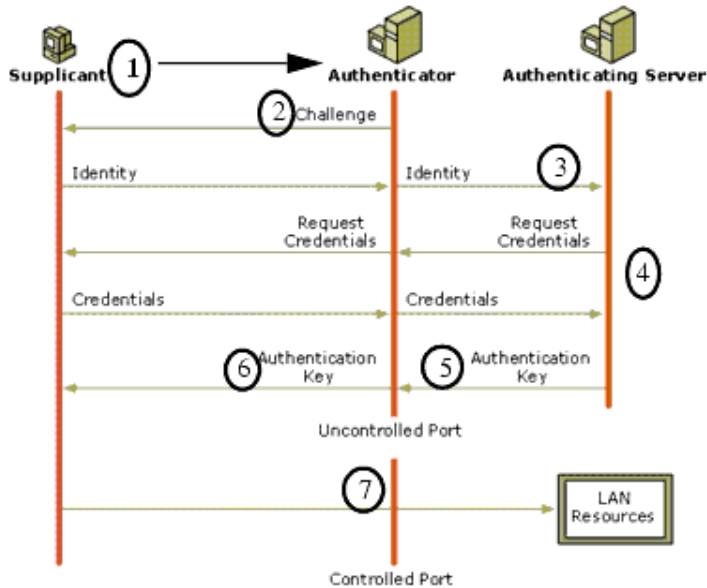 Supplicant 1 Authenticator Authenticating Server
2 Challenge
Identity Identity 3
Request Credentials Request Credentials
4
Credentials Credentials
6 Authentication Key 5 Authentication Key
Uncontrolled Port
7 LAN Resources
Controlled Port